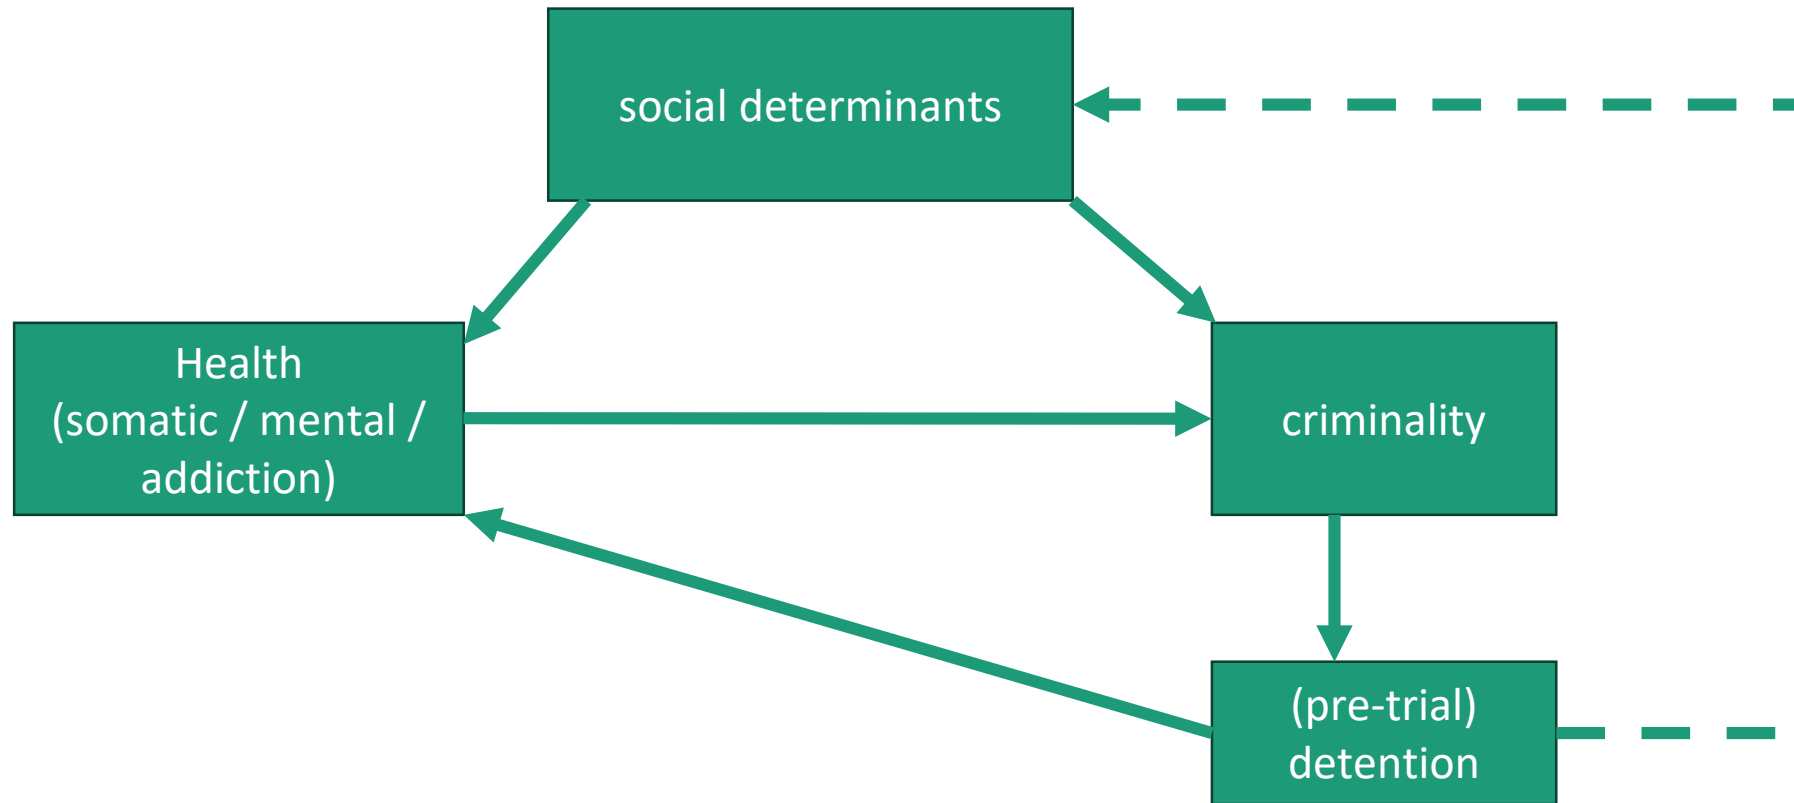 social determinants
Health
(somatic / mental /
addiction)
criminality
(pre-trial)
detention